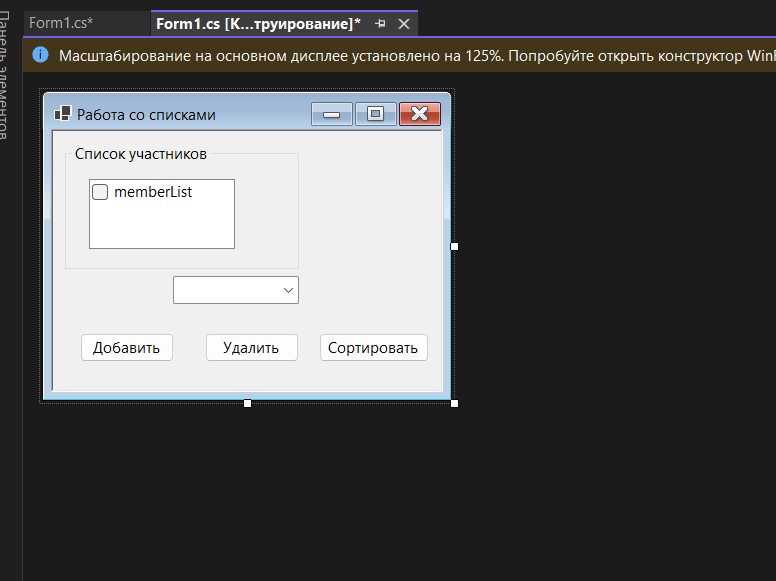 Панель элементов
Form1.cs*
Form1.cs [К...труирование]*
Масштабирование на основном дисплее установлено на 125%. Попробуйте открыть конструктор WinF
Работа со списками
Список участников
memberList
Добавить
Удалить
Сортировать